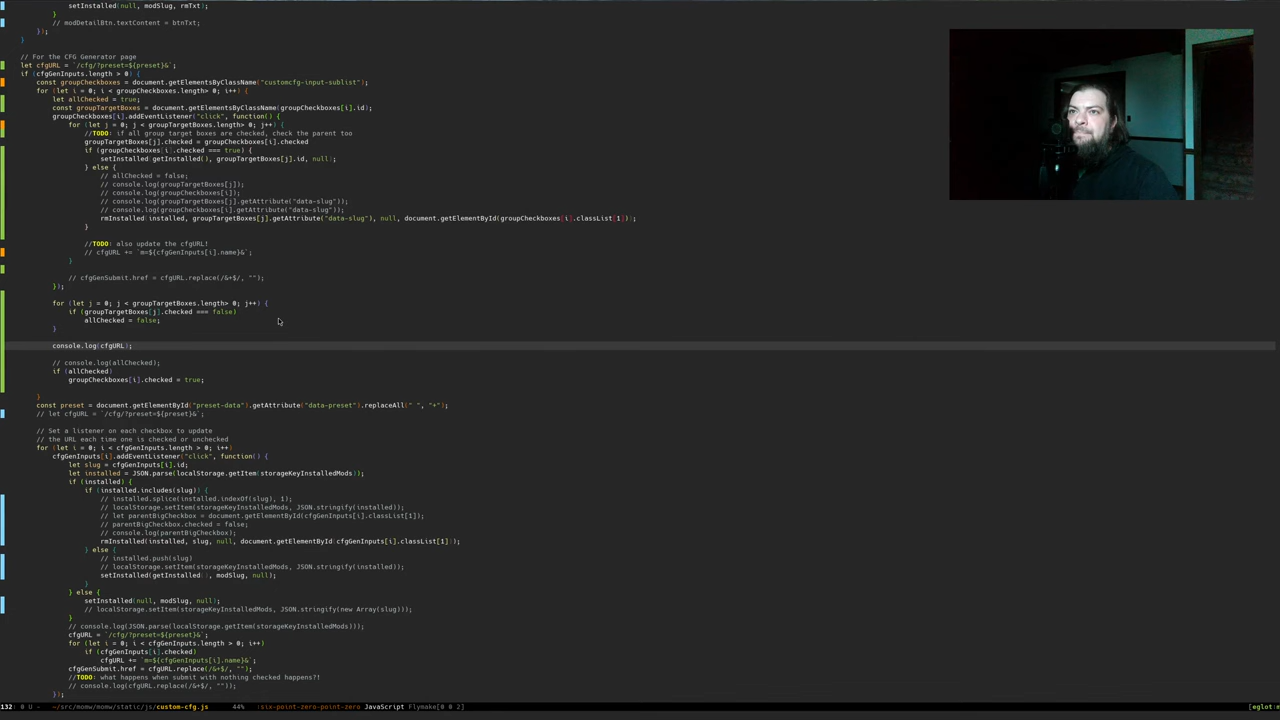 setInstalled(null, modSlug, rmTxt);
}
// modDetailBtn.textContent = btnTxt;
});
}
// For the CFG Generator page
let cfgURL = `/cfg/?preset=${preset}&`;
if (cfgGenInputs.length > 0) {
const groupCheckboxes = document.getElementsByClassName("customcfg-input-sublist");
for (let i = 0; i < groupCheckboxes.length> 0; i++) {
let allChecked = true;
const groupTargetBoxes = document.getElementsByClassName(groupCheckboxes[i].id);
groupCheckboxes[i].addEventListener("click", function() {
for (let j = 0; j < groupTargetBoxes.length> 0; j++) {
//TODO: if all group target boxes are checked, check the parent too
groupTargetBoxes[j].checked = groupCheckboxes[i].checked
if (groupCheckboxes[i].checked === true) {
setInstalled(getInstalled(), groupTargetBoxes[j].id, null);
} else {
// allChecked = false;
// console.log(groupTargetBoxes[j]);
// console.log(groupCheckboxes[i]);
// console.log(groupTargetBoxes[j].getAttribute("data-slug"));
// console.log(groupCheckboxes[i].getAttribute("data-slug"));
rmInstalled(installed, groupTargetBoxes[j].getAttribute("data-slug"), null, document.getElementById(groupCheckboxes[i].classList[1]));
}
//TODO: also update the cfgURL!
// cfgURL += `m=${cfgGenInputs[i].name}&`;
}
// cfgGenSubmit.href = cfgURL.replace(/&+$/, "");
});
for (let j = 0; j < groupTargetBoxes.length> 0; j++) {
if (groupTargetBoxes[j].checked === false)
allChecked = false;
}
console.log(cfgURL);
// console.log(allChecked);
if (allChecked)
groupCheckboxes[i].checked = true;
}
const preset = document.getElementById("preset-data").getAttribute("data-preset").replaceAll(" ", "+");
// let cfgURL = `/cfg/?preset=${preset}&`;
// Set a listener on each checkbox to update
// the URL each time one is checked or unchecked
for (let i = 0; i < cfgGenInputs.length > 0; i++)
cfgGenInputs[i].addEventListener("click", function() {
let slug = cfgGenInputs[i].id;
let installed = JSON.parse(localStorage.getItem(storageKeyInstalledMods));
if (installed) {
if (installed.includes(slug)) {
// installed.splice(installed.indexOf(slug), 1);
// localStorage.setItem(storageKeyInstalledMods, JSON.stringify(installed));
// let parentBigCheckbox = document.getElementById(cfgGenInputs[i].classList[1]);
// parentBigCheckbox.checked = false;
// console.log(parentBigCheckbox);
rmInstalled(installed, slug, null, document.getElementById(cfgGenInputs[i].classList[1]));
} else {
// installed.push(slug)
// localStorage.setItem(storageKeyInstalledMods, JSON.stringify(installed));
setInstalled(getInstalled(), modSlug, null);
}
} else {
setInstalled(null, modSlug, null);
// localStorage.setItem(storageKeyInstalledMods, JSON.stringify(new Array(slug)));
}
// console.log(JSON.parse(localStorage.getItem(storageKeyInstalledMods)));
cfgURL = `/cfg/?preset=${preset}&`;
for (let i = 0; i < cfgGenInputs.length > 0; i++)
if (cfgGenInputs[i].checked)
cfgURL += `m=${cfgGenInputs[i].name}&`;
cfgGenSubmit.href = cfgURL.replace(/&+$/, "");
//TODO: what happens when submit with nothing checked happens?!
// console.log(cfgURL.replace(/&+$/, ""));
});
132: 0 U - ~/src/momw/momw/static/js/custom-cfg.js 44% :six-point-zero-point-zero JavaScript Flymake[0 0 2] [eglot: